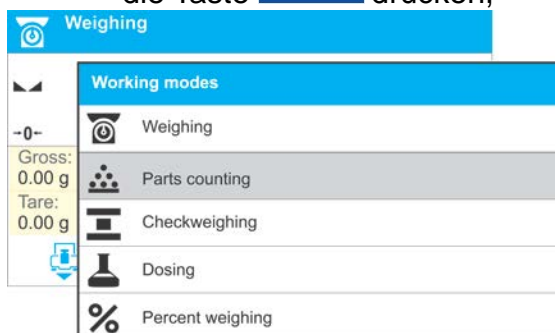 die Taste drücken,
Weighing
Working modes
→0←
Weighing
Gross:
0.00 g
Parts counting
Tare:
0.00 g
Checkweighing
Dosing
% Percent weighing